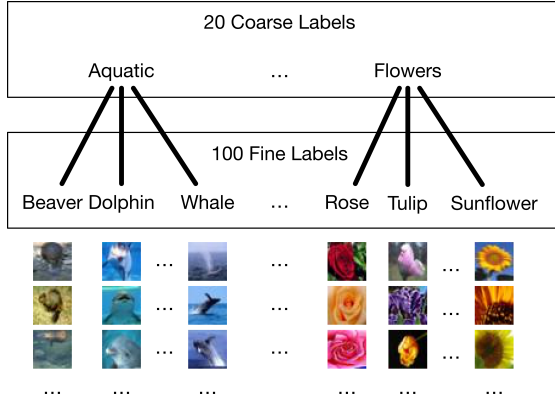 20 Coarse Labels
Aquatic ... Flowers
100 Fine Labels
Beaver Dolphin Whale ... Rose Tulip Sunflower
... ... ...
... ... ...
... ... ...
... ... ... ... ... ...